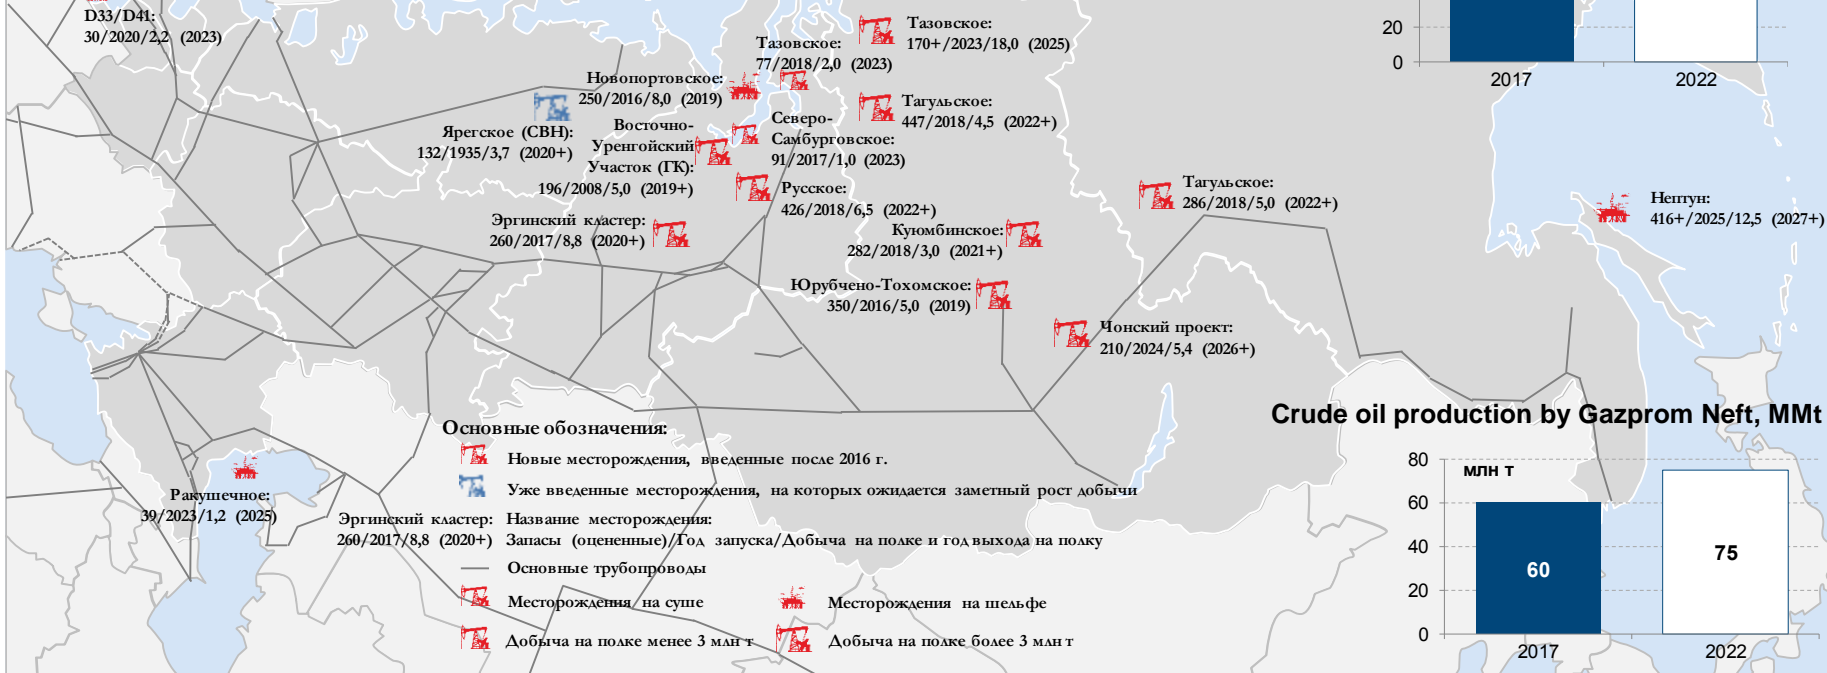 D33/D41:
30/2020/2,2 (2023)
Тазовское:
170+/2023/18,0 (2025)
Тазовское:
77/2018/2,0 (2023)
Новопортовское:
250/2016/8,0 (2019)
Тагульское:
447/2018/4,5 (2022+)
Ярегское (СВН):
132/1935/3,7 (2020+)
Восточно-
Уренгойский
Участок (ГК):
196/2008/5,0 (2019+)
Северо-
Самбурговское:
91/2017/1,0 (2023)
Русское:
426/2018/6,5 (2022+)
Эргинский кластер:
260/2017/8,8 (2020+)
Куюмбинское:
282/2018/3,0 (2021+)
Тагульское:
286/2018/5,0 (2022+)
Нептун:
416+/2025/12,5 (2027+)
Юрубчено-Тохомское:
350/2016/5,0 (2019)
Чонский проект:
210/2024/5,4 (2026+)
Ракушечное:
39/2023/1,2 (2025)
Основные обозначения:
Новые месторождения, введенные после 2016 г.
Уже введенные месторождения, на которых ожидается заметный рост добычи
Эргинский кластер: Название месторождения:
260/2017/8,8 (2020+) Запасы (оцененные)/Год запуска/Добыча на полке и год выхода на полку
Основные трубопроводы
Месторождения на суше
Месторождения на шельфе
Добыча на полке менее 3 млн т
Добыча на полке более 3 млн т
20
0
2017
2022
Crude oil production by Gazprom Neft, MMt
млн т
80
60
40
20
0
60
75
2017
2022